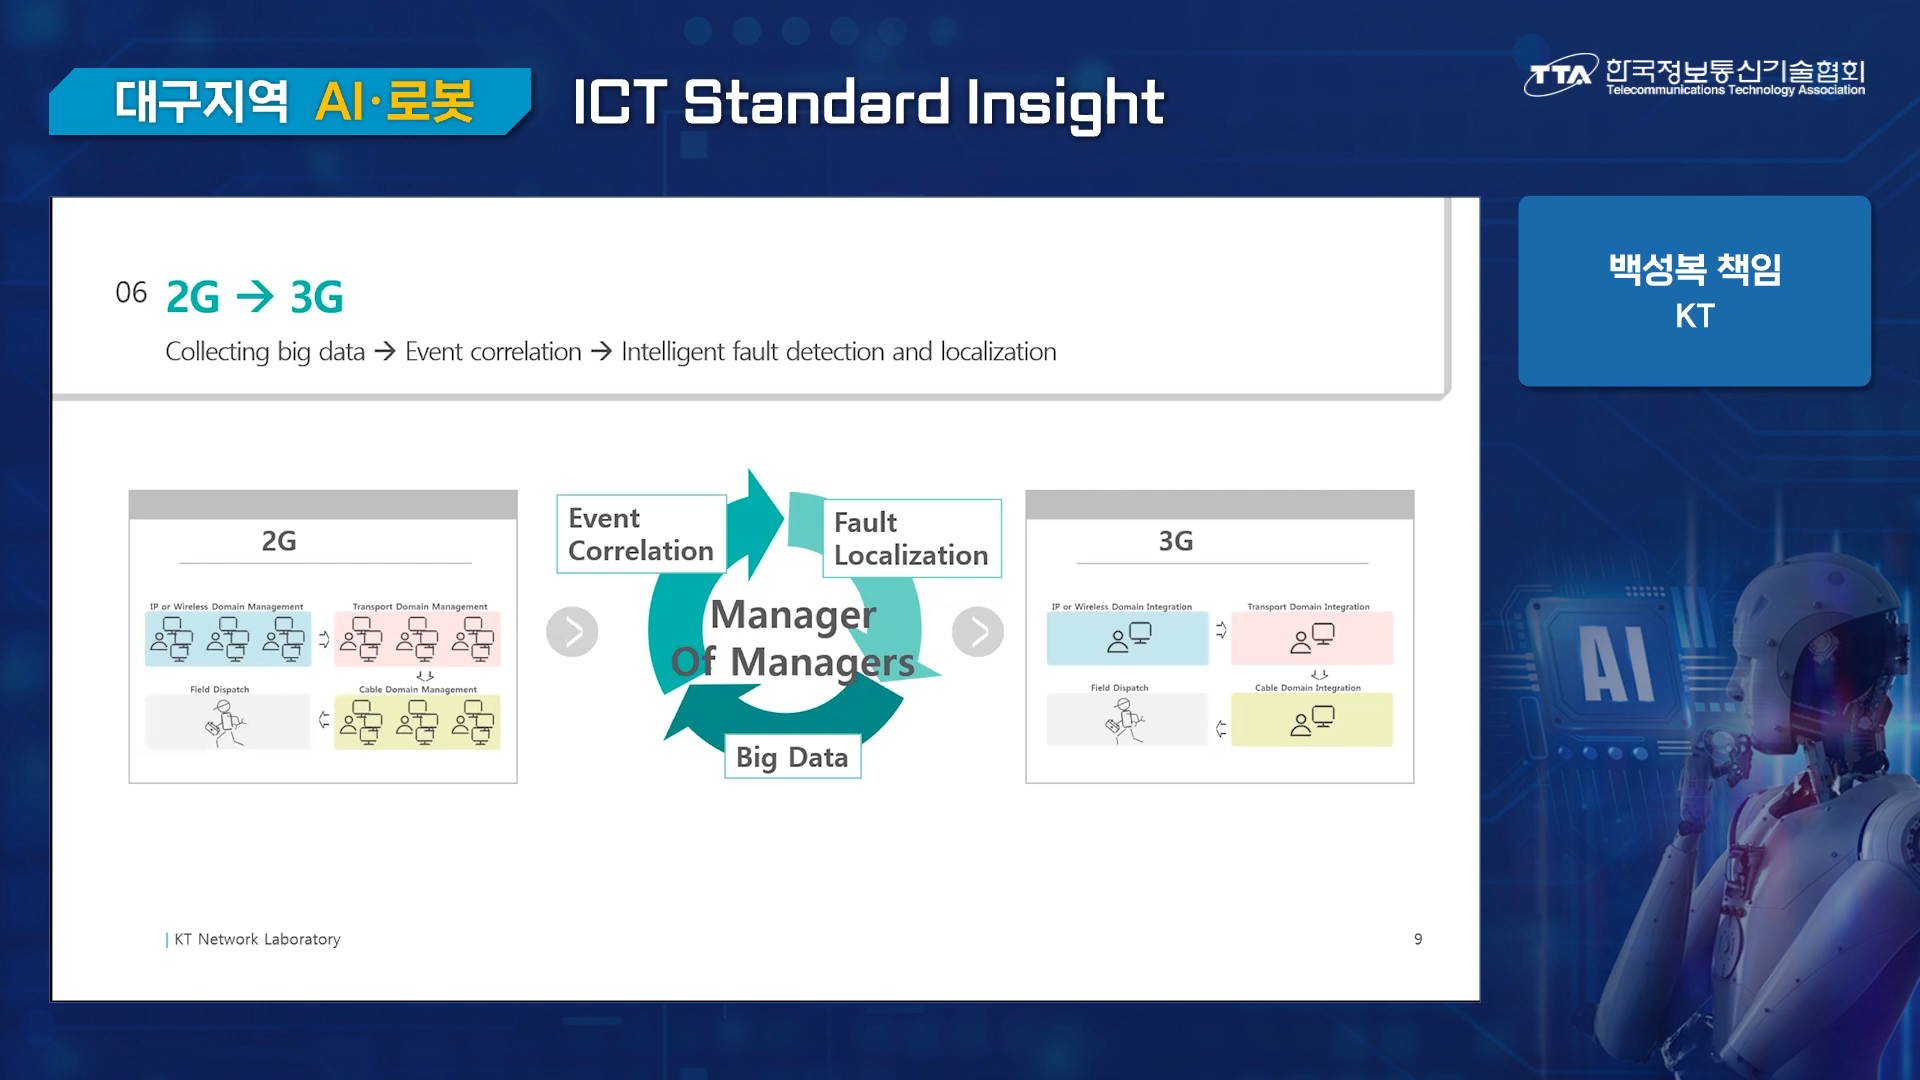 대구지역 AI·로봇
ICT Standard Insight
TTA 한국정보통신기술협회
Telecommunications Technology Association
백성복 책임
KT
06 2G → 3G
Collecting big data → Event correlation → Intelligent fault detection and localization
2G
IP or Wireless Domain Management
Transport Domain Management
Field Dispatch
Cable Domain Management
Event
Correlation
Fault
Localization
Manager
Of Managers
Big Data
3G
IP or Wireless Domain Integration
Transport Domain Integration
Field Dispatch
Cable Domain Integration
AI
| KT Network Laboratory
9